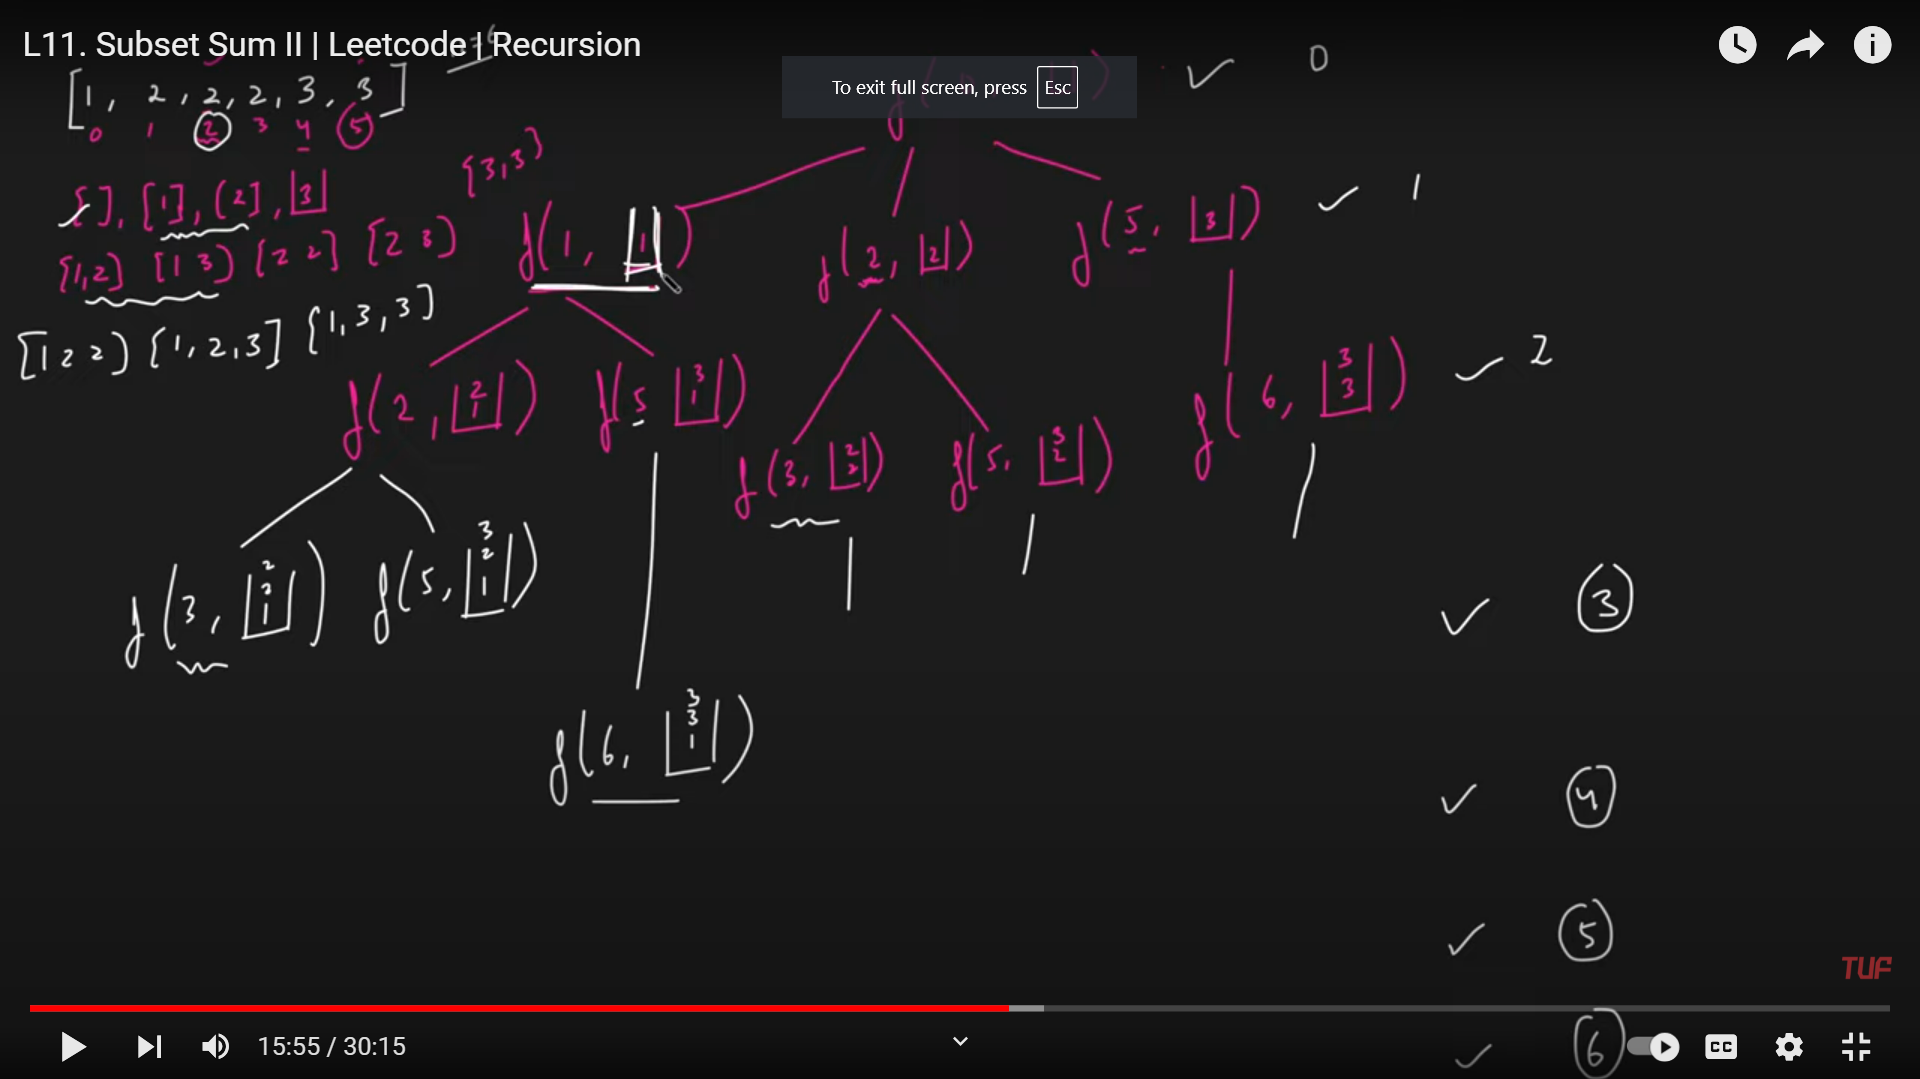 L11. Subset Sum II | Leetcode | Recursion
To exit full screen, press Esc
[1, 2, 2, 2, 3, 3]
0 1 2 3 4 5
[], [1], [2], [3]
[3,3]
[1,2] [1 3] [2 2] [2 3]
[1 2 2] [1,2,3] [1,3,3]
f( ) 0
f(1, [1]) f(2, [2]) f(5, [3]) 1
f(2, [2 1]) f(5 [3 1]) f(3, [2 2]) f(5, [3 2]) f(6, [3 3]) 2
f(3, [2 2 1]) f(5, [3 2 1]) 3
f(6, [3 3 1])
4
5
TUF
6
15:55 / 30:15
CC